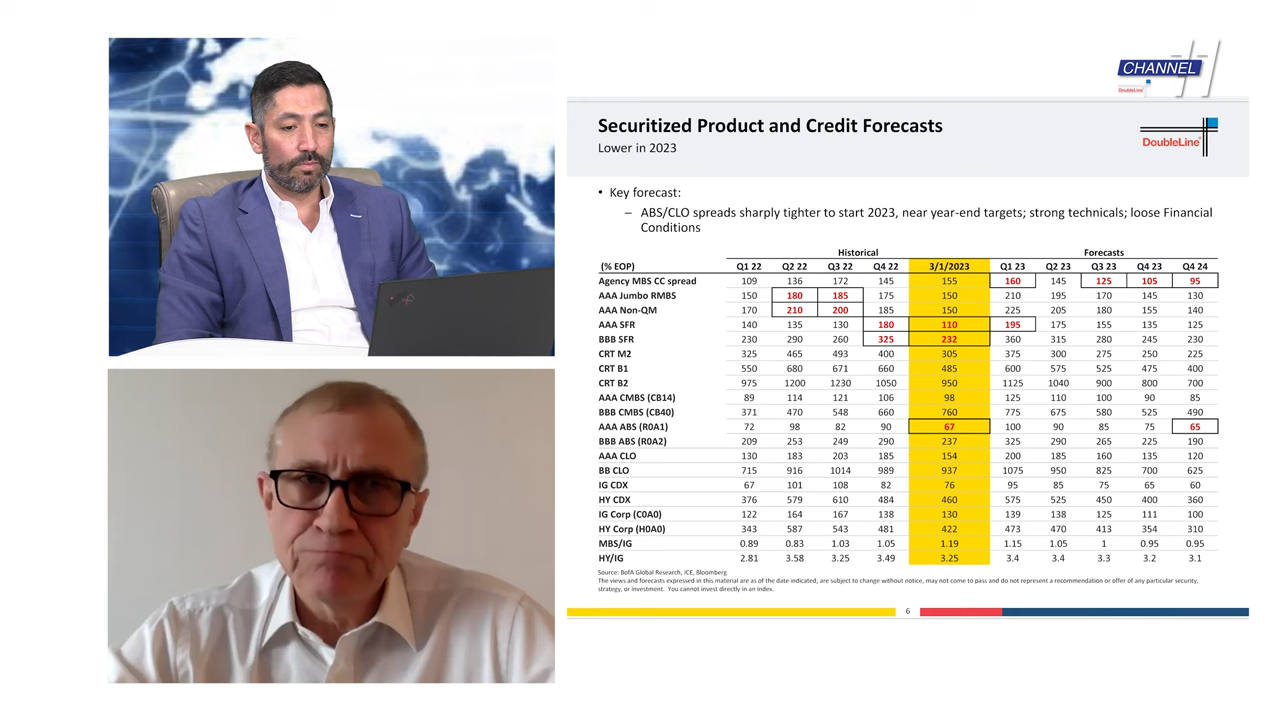 CHANNEL 11
DoubleLine
Securitized Product and Credit Forecasts
Lower in 2023
DoubleLine®
• Key forecast:
– ABS/CLO spreads sharply tighter to start 2023, near year-end targets; strong technicals; loose Financial
Conditions
Historical Forecasts
(% EOP) Q1 22 Q2 22 Q3 22 Q4 22 3/1/2023 Q1 23 Q2 23 Q3 23 Q4 23 Q4 24
Agency MBS CC spread 109 136 172 145 155 160 145 125 105 95
AAA Jumbo RMBS 150 180 185 175 150 210 195 170 145 130
AAA Non-QM 170 210 200 185 150 225 205 180 155 140
AAA SFR 140 135 130 180 110 195 175 155 135 125
BBB SFR 230 290 260 325 232 360 315 280 245 230
CRT M2 325 465 493 400 305 375 300 275 250 225
CRT B1 550 680 671 660 485 600 575 525 475 400
CRT B2 975 1200 1230 1050 950 1125 1040 900 800 700
AAA CMBS (CB14) 89 114 121 106 98 125 110 100 90 85
BBB CMBS (CB40) 371 470 548 660 760 775 675 580 525 490
AAA ABS (R0A1) 72 98 82 90 67 100 90 85 75 65
BBB ABS (R0A2) 209 253 249 290 237 325 290 265 225 190
AAA CLO 130 183 203 185 154 200 185 160 135 120
BB CLO 715 916 1014 989 937 1075 950 825 700 625
IG CDX 67 101 108 82 76 95 85 75 65 60
HY CDX 376 579 610 484 460 575 525 450 400 360
IG Corp (C0A0) 122 164 167 138 130 139 138 125 111 100
HY Corp (H0A0) 343 587 543 481 422 473 470 413 354 310
MBS/IG 0.89 0.83 1.03 1.05 1.19 1.15 1.05 1 0.95 0.95
HY/IG 2.81 3.58 3.25 3.49 3.25 3.4 3.4 3.3 3.2 3.1
Source: BofA Global Research, ICE, Bloomberg
The views and forecasts expressed in this material are as of the date indicated, are subject to change without notice, may not come to pass and do not represent a recommendation or offer of any particular security,
strategy, or investment. You cannot invest directly in an index.
6